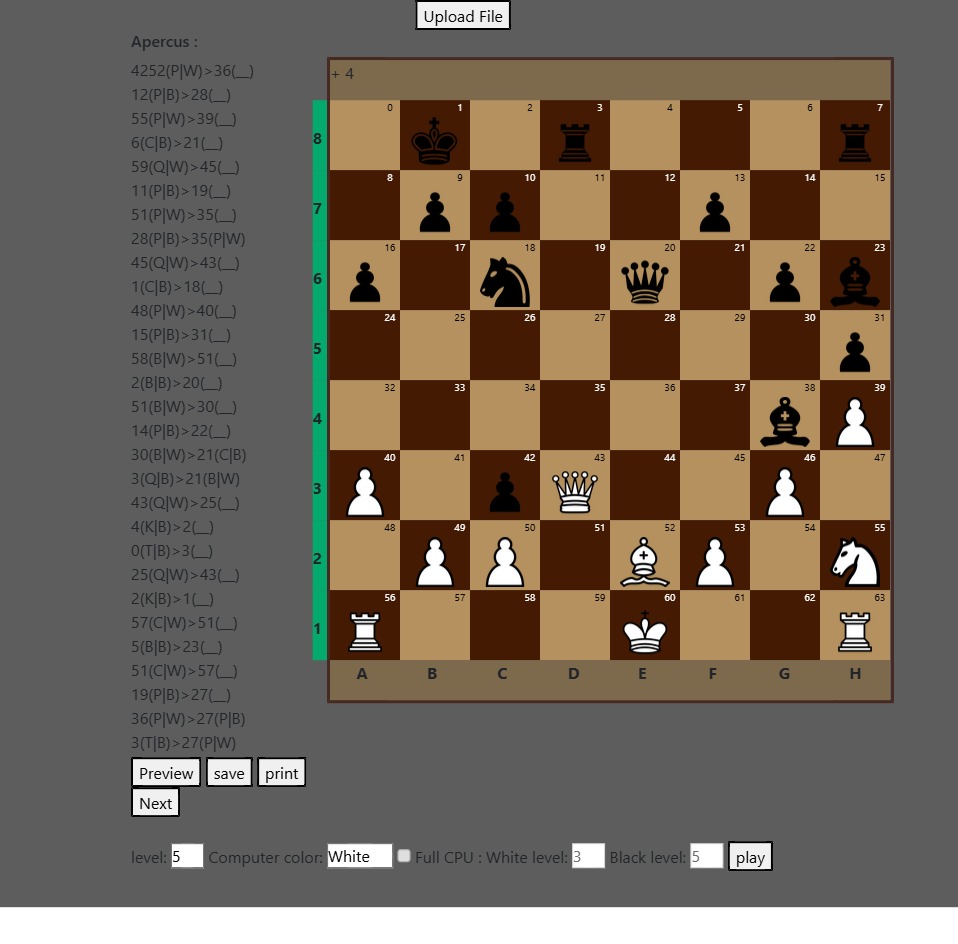 Upload File
Apercus :
4252(P|W)>36(__)
12(P|B)>28(__)
55(P|W)>39(__)
6(C|B)>21(__)
59(Q|W)>45(__)
11(P|B)>19(__)
51(P|W)>35(__)
28(P|B)>35(P|W)
45(Q|W)>43(__)
1(C|B)>18(__)
48(P|W)>40(__)
15(P|B)>31(__)
58(B|W)>51(__)
2(B|B)>20(__)
51(B|W)>30(__)
14(P|B)>22(__)
30(B|W)>21(C|B)
3(Q|B)>21(B|W)
43(Q|W)>25(__)
4(K|B)>2(__)
0(T|B)>3(__)
25(Q|W)>43(__)
2(K|B)>1(__)
57(C|W)>51(__)
5(B|B)>23(__)
51(C|W)>57(__)
19(P|B)>27(__)
36(P|W)>27(P|B)
3(T|B)>27(P|W)
Preview save print
Next
+ 4
0 1 2 3 4 5 6 7
8
8 9 10 11 12 13 14 15
7
16 17 18 19 20 21 22 23
6
24 25 26 27 28 29 30 31
5
32 33 34 35 36 37 38 39
4
40 41 42 43 44 45 46 47
3
48 49 50 51 52 53 54 55
2
56 57 58 59 60 61 62 63
1
A B C D E F G H
level: 5 Computer color: White Full CPU : White level: 3 Black level: 5 play